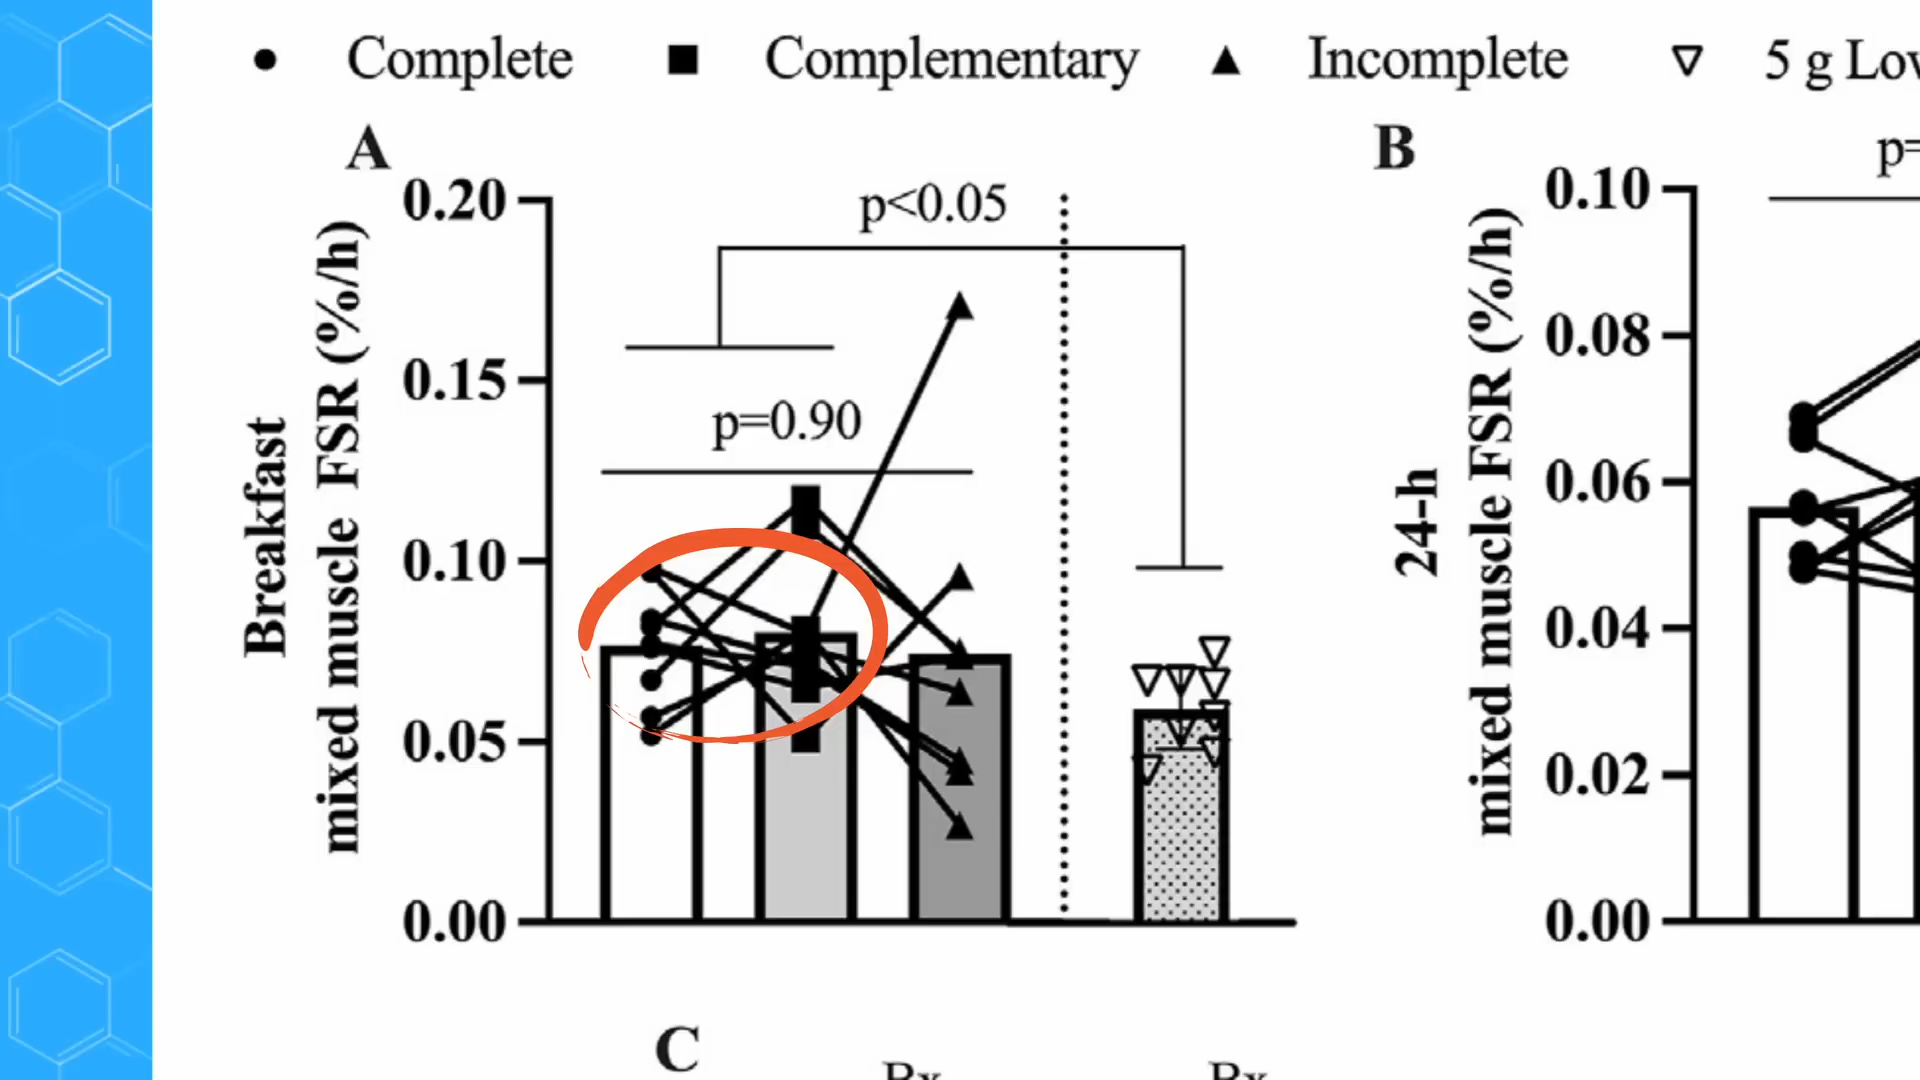 Complete
Complementary
Incomplete
5 g Lov
A
Breakfast
mixed muscle FSR (%/h)
0.20
0.15
0.10
0.05
0.00
p<0.05
p=0.90
B
24-h
mixed muscle FSR (%/h)
0.10
0.08
0.06
0.04
0.02
0.00
p=
C